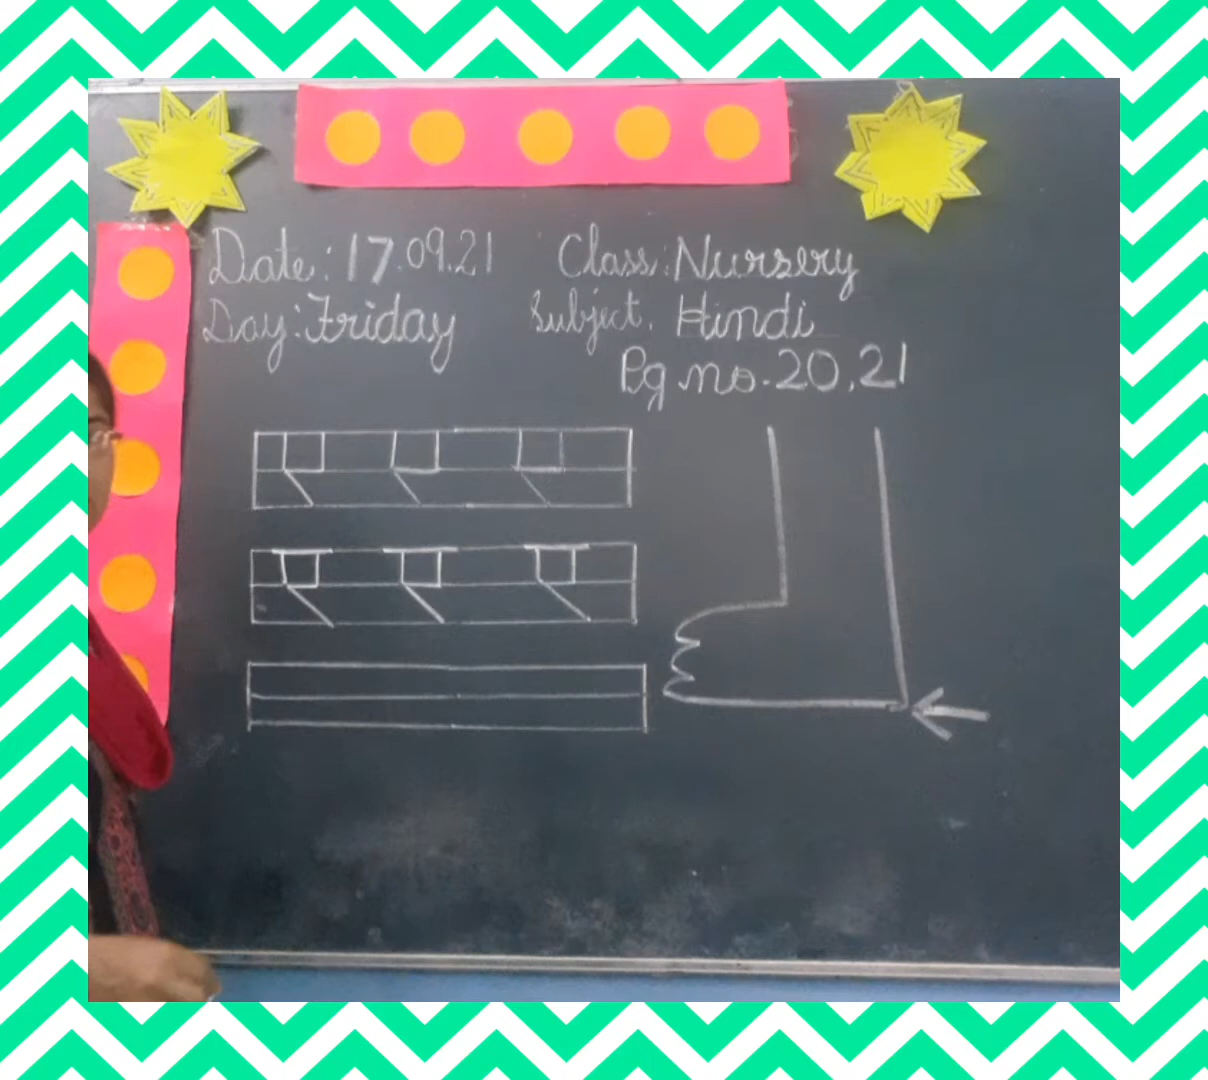 Date: 17.09.21 Class: Nursery
Day: Friday Subject. Hindi
Pg no. 20, 21